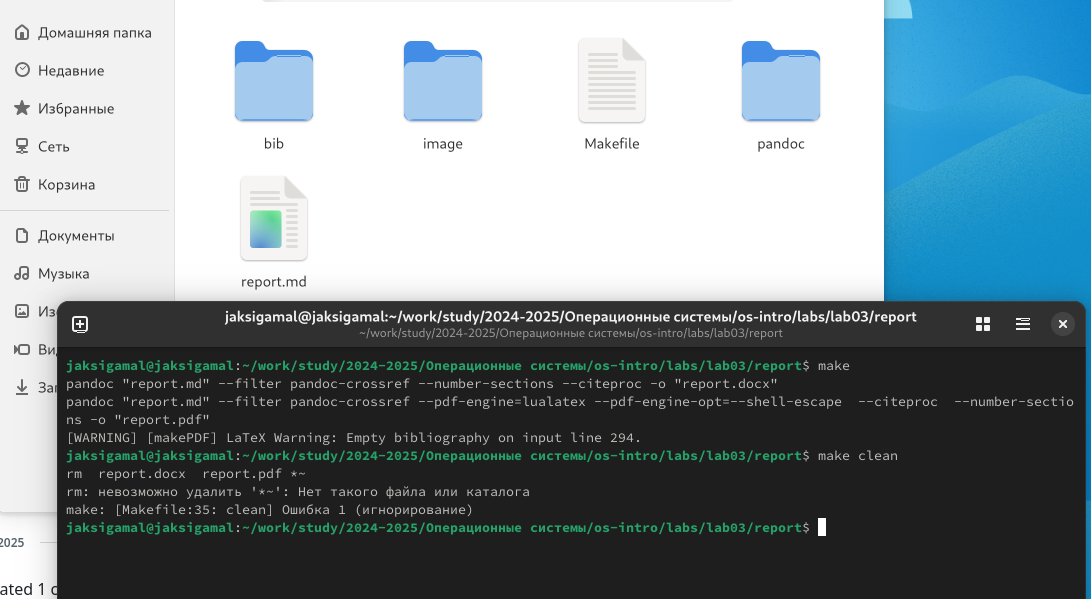 Домашняя папка
Недавние
Избранные
Сеть
Корзина
Документы
Музыка
bib
image
Makefile
pandoc
report.md
jaksigamal@jaksigamal:~/work/study/2024-2025/Операционные системы/os-intro/labs/lab03/report
~/work/study/2024-2025/Операционные системы/os-intro/labs/lab03/report
jaksigamal@jaksigamal:~/work/study/2024-2025/Операционные системы/os-intro/labs/lab03/report$ make
pandoc "report.md" --filter pandoc-crossref --number-sections --citeproc -o "report.docx"
pandoc "report.md" --filter pandoc-crossref --pdf-engine=lualatex --pdf-engine-opt=--shell-escape  --citeproc  --number-sectio
ns -o "report.pdf"
[WARNING] [makePDF] LaTeX Warning: Empty bibliography on input line 294.
jaksigamal@jaksigamal:~/work/study/2024-2025/Операционные системы/os-intro/labs/lab03/report$ make clean
rm  report.docx  report.pdf *~
rm: невозможно удалить '*~': Нет такого файла или каталога
make: [Makefile:35: clean] Ошибка 1 (игнорирование)
jaksigamal@jaksigamal:~/work/study/2024-2025/Операционные системы/os-intro/labs/lab03/report$
2025
ated 1